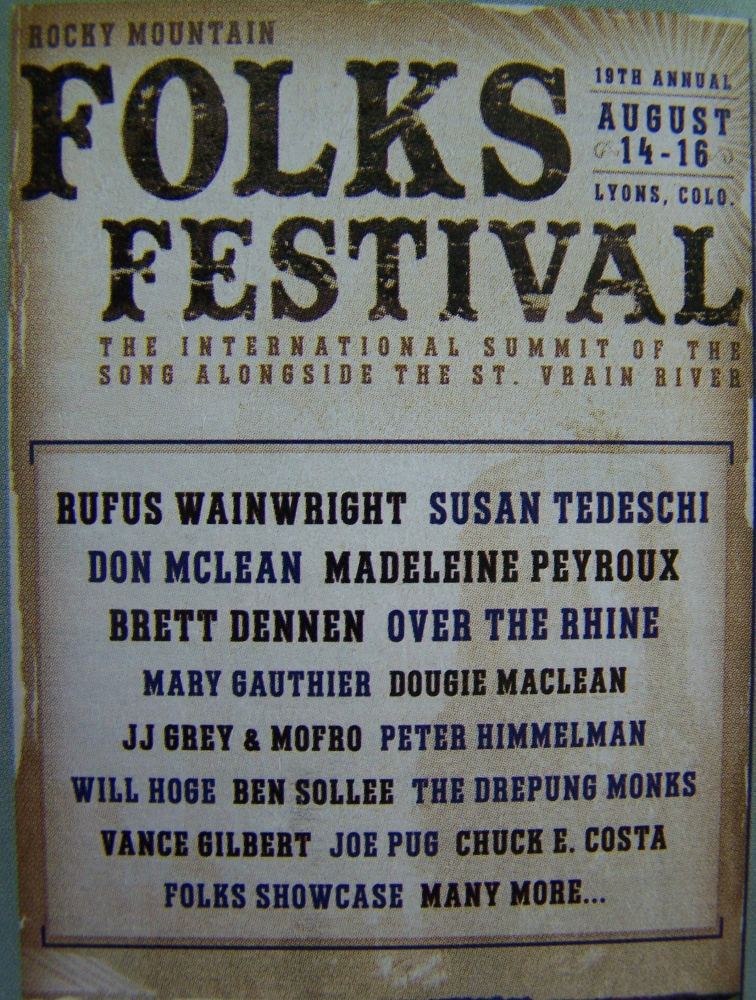 ROCKY MOUNTAIN
FOLKS
FESTIVAL
19TH ANNUAL
AUGUST
14-16
LYONS, COLO.
THE INTERNATIONAL SUMMIT OF THE
SONG ALONGSIDE THE ST. VRAIN RIVER
RUFUS WAINWRIGHT SUSAN TEDESCHI
DON MCLEAN MADELEINE PEYROUX
BRETT DENNEN OVER THE RHINE
MARY GAUTHIER DOUGIE MACLEAN
JJ GREY & MOFRO PETER HIMMELMAN
WILL HOGE BEN SOLLEE THE DREPUNG MONKS
VANCE GILBERT JOE PUG CHUCK E. COSTA
FOLKS SHOWCASE MANY MORE...